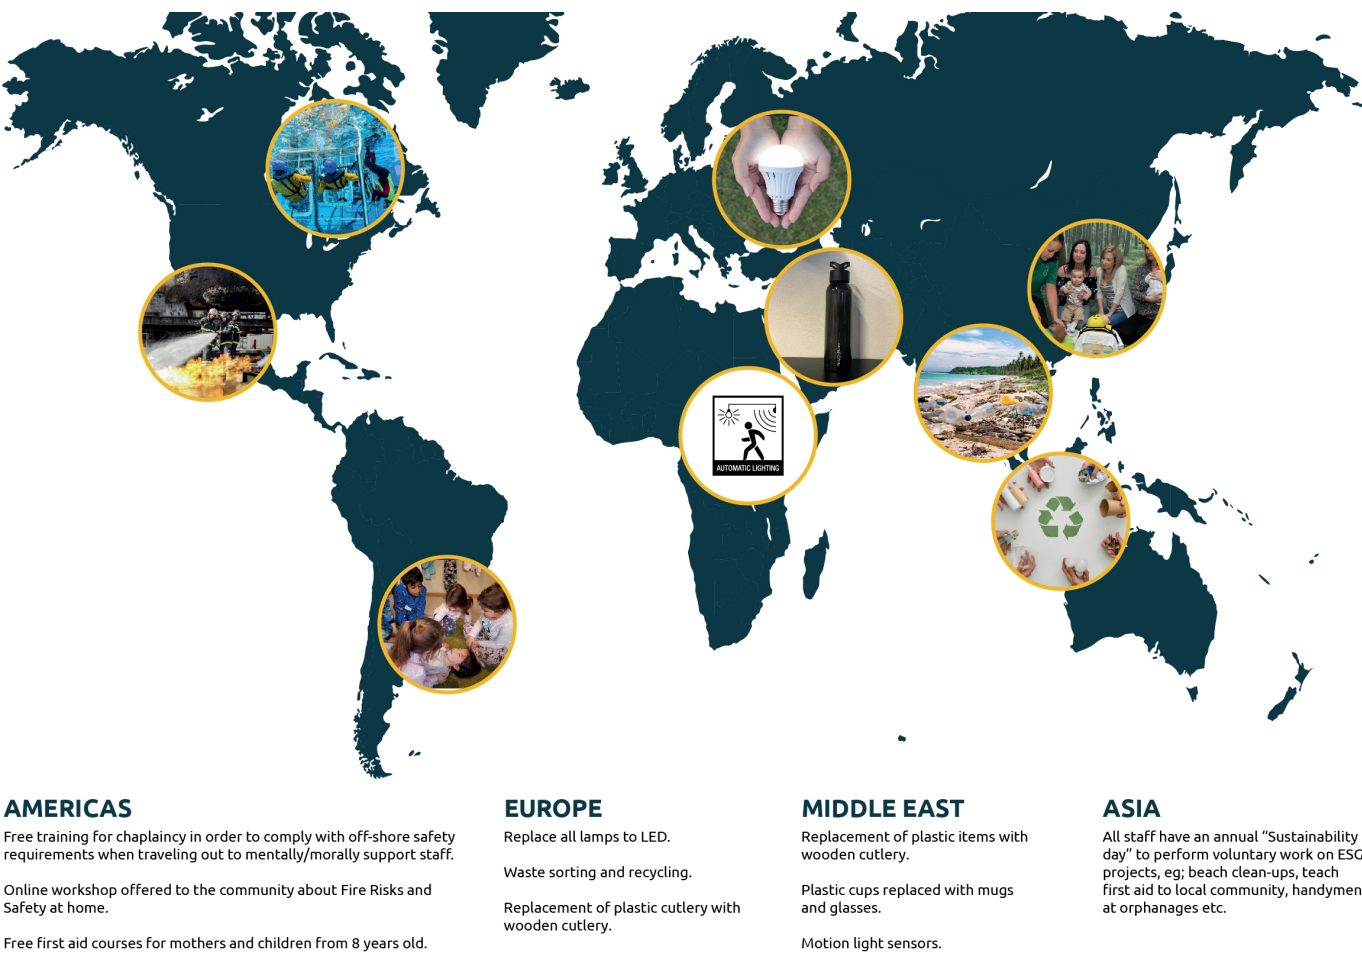 AUTOMATIC LIGHTING
AMERICAS
Free training for chaplaincy in order to comply with off-shore safety
requirements when traveling out to mentally/morally support staff.
Online workshop offered to the community about Fire Risks and
Safety at home.
Free first aid courses for mothers and children from 8 years old.
EUROPE
Replace all lamps to LED.
Waste sorting and recycling.
Replacement of plastic cutlery with
wooden cutlery.
MIDDLE EAST
Replacement of plastic items with
wooden cutlery.
Plastic cups replaced with mugs
and glasses.
Motion light sensors.
ASIA
All staff have an annual “Sustainability
day” to perform voluntary work on ESG
projects, eg; beach clean-ups, teach
first aid to local community, handymen
at orphanages etc.